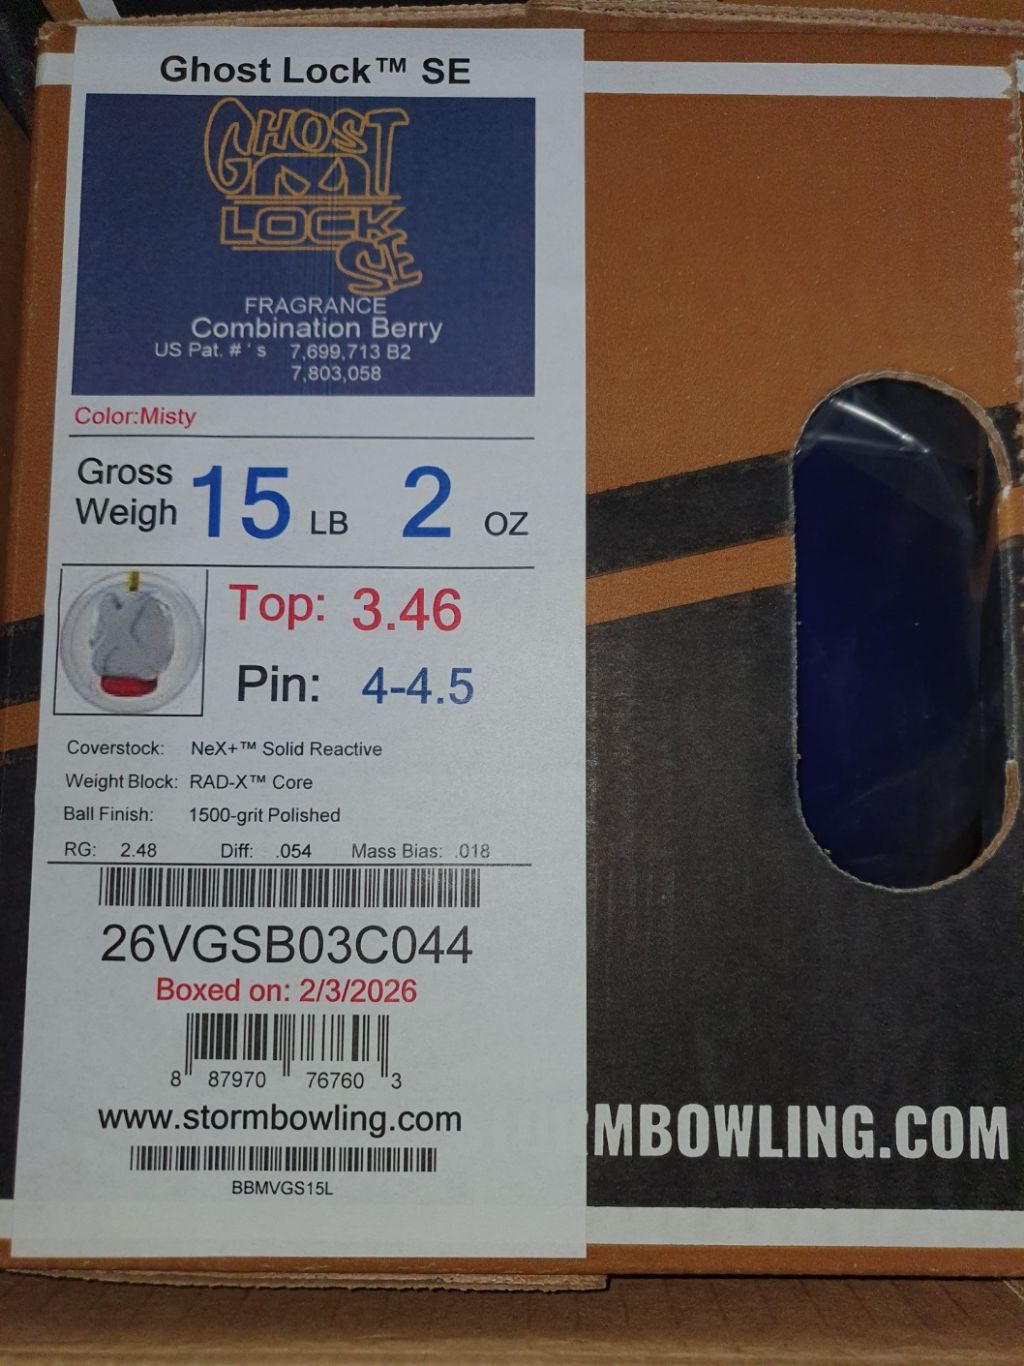 Ghost Lock™ SE
GHOST
LOCK
SE
FRAGRANCE
Combination Berry
US Pat. # ' s 7,699,713 B2
7,803,058
Color:Misty
Gross
Weigh 15 LB 2 OZ
Top: 3.46
Pin: 4-4.5
Coverstock: NeX+™ Solid Reactive
Weight Block: RAD-X™ Core
Ball Finish: 1500-grit Polished
RG: 2.48 Diff: .054 Mass Bias: .018
26VGSB03C044
Boxed on: 2/3/2026
8 87970 76760 3
www.stormbowling.com
BBMVGS15L
STORMBOWLING.COM